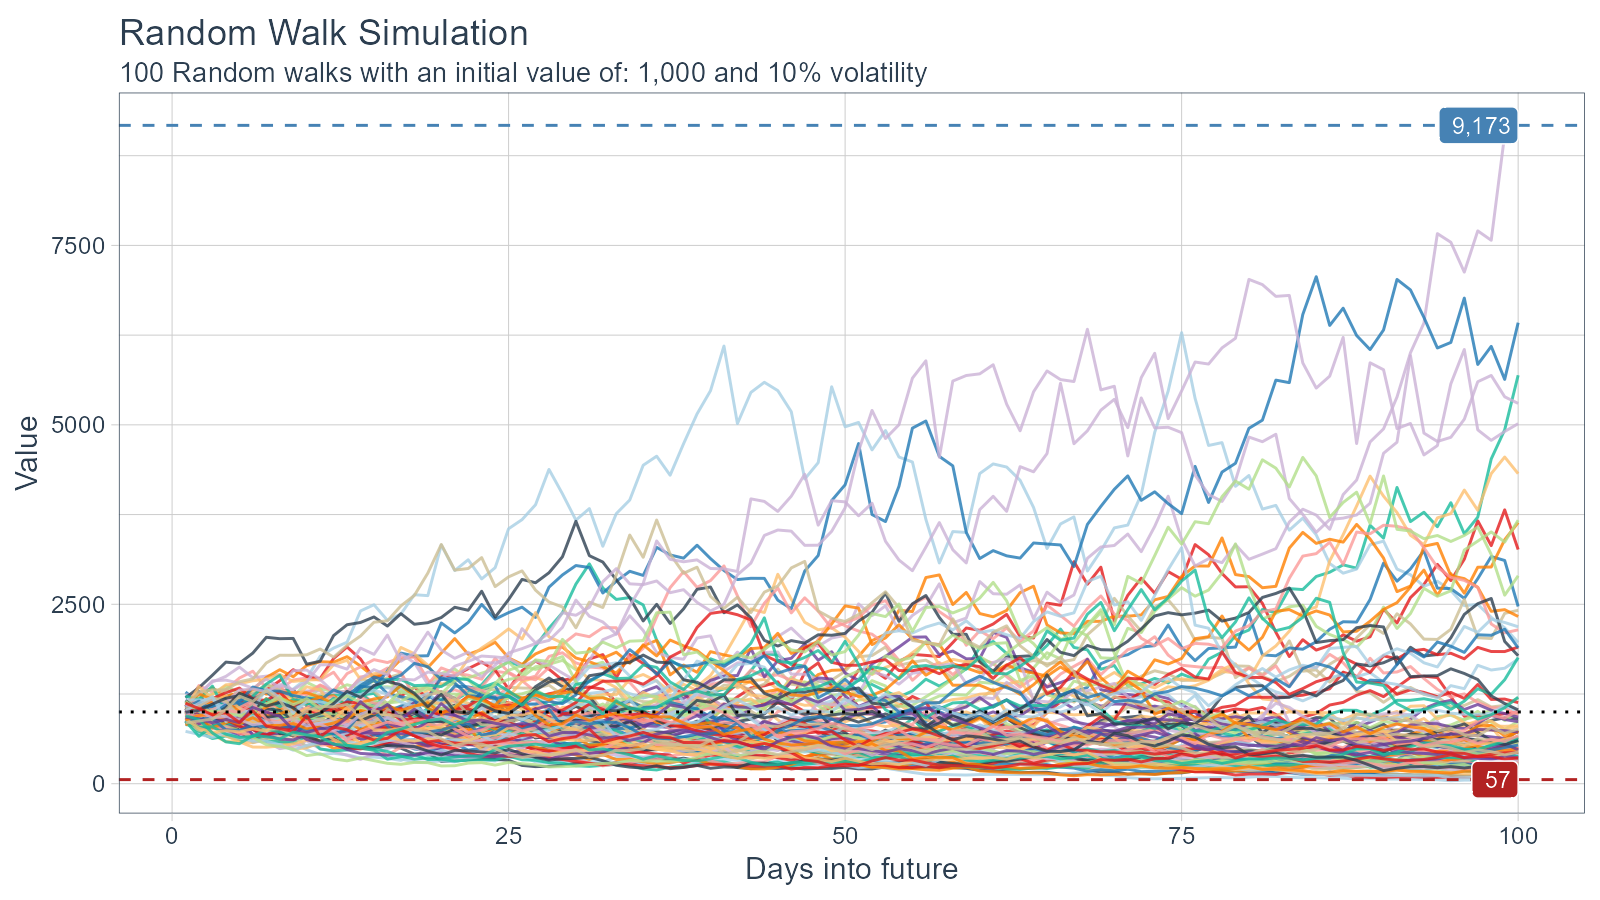 Random Walk Simulation
100 Random walks with an initial value of: 1,000 and 10% volatility
9,173
7500
5000
2500
0
57
Value
0 25 50 75 100
Days into future